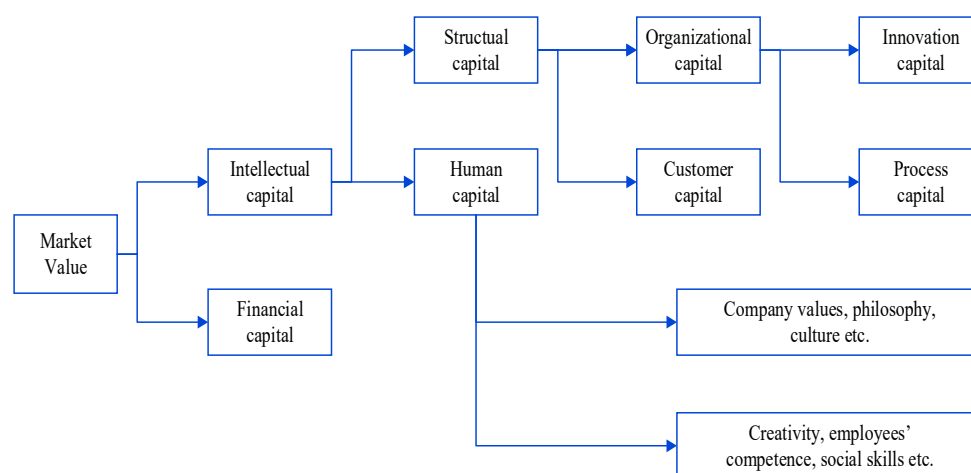 Structual
capital
Organizational
capital
Innovation
capital
Intellectual
capital
Human
capital
Customer
capital
Process
capital
Market
Value
Financial
capital
Company values, philosophy,
culture etc.
Creativity, employees’
competence, social skills etc.